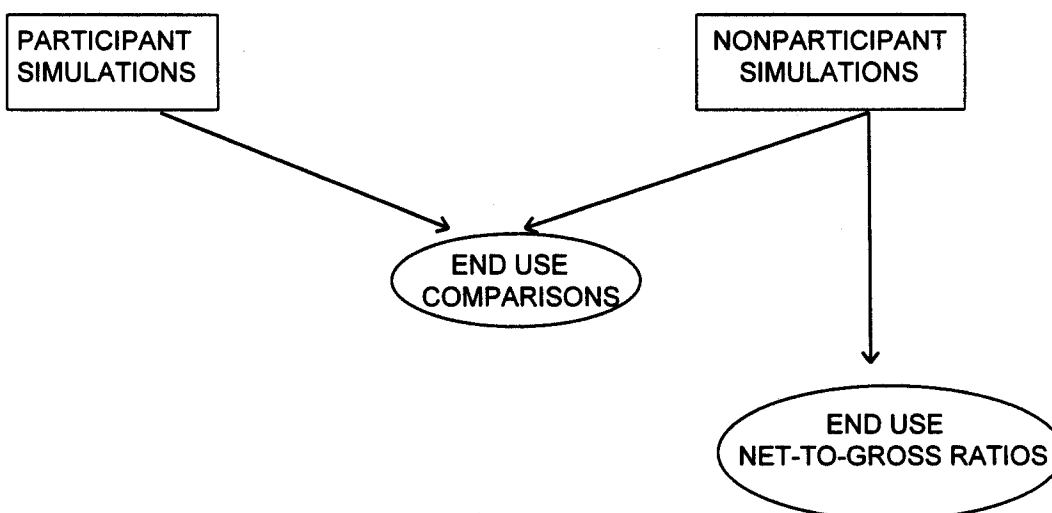 PARTICIPANT
SIMULATIONS
NONPARTICIPANT
SIMULATIONS
END USE
COMPARISONS
END USE
NET-TO-GROSS RATIOS